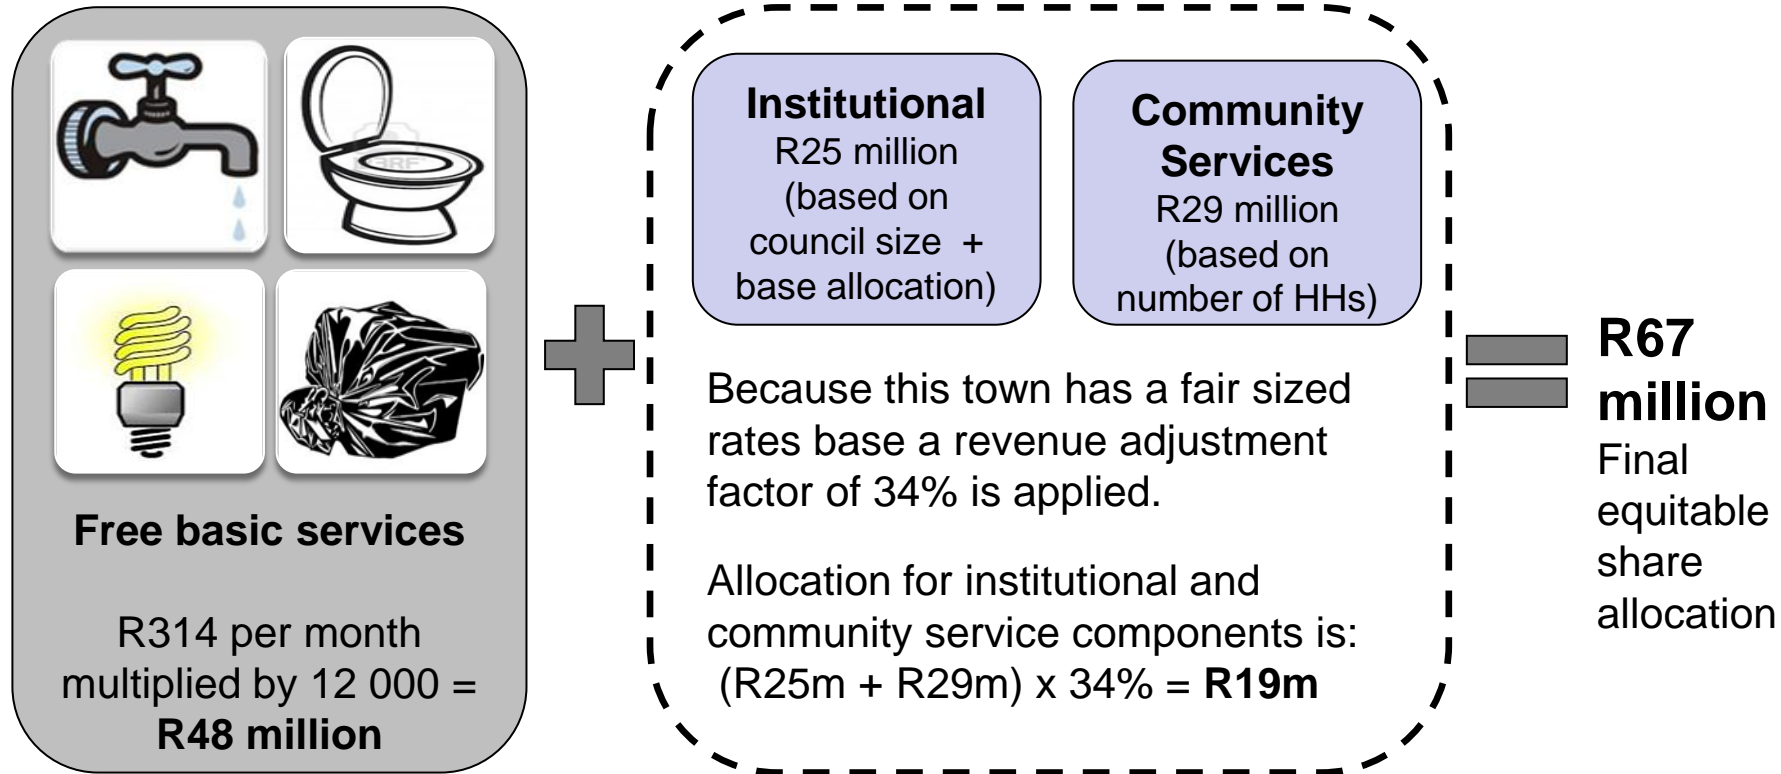 Free basic services
R314 per month
multiplied by 12 000 =
R48 million
Institutional
R25 million
(based on
council size +
base allocation)
Community
Services
R29 million
(based on
number of HHs)
Because this town has a fair sized
rates base a revenue adjustment
factor of 34% is applied.
Allocation for institutional and
community service components is:
(R25m + R29m) x 34% = R19m
R67
million
Final
equitable
share
allocation